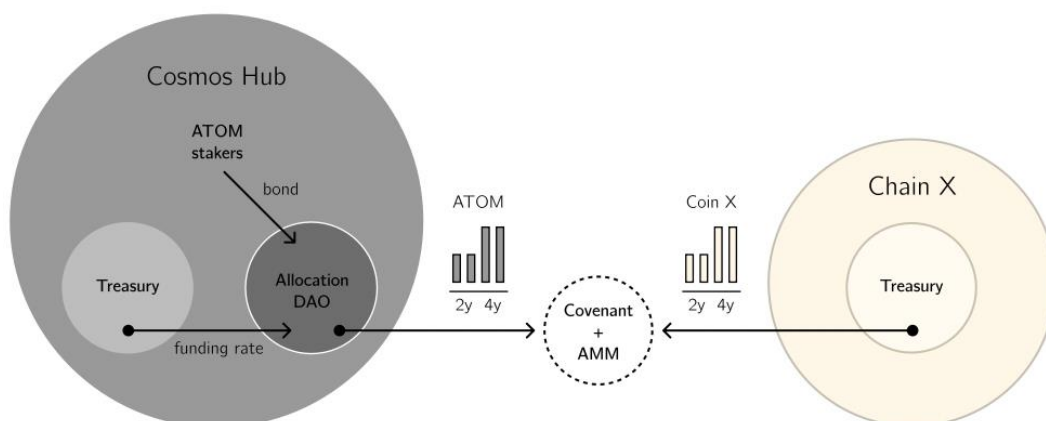 Cosmos Hub
ATOM
stakers
bond
Treasury
Allocation
DAO
funding rate
ATOM
2y 4y
Covenant
+
AMM
Coin X
2y 4y
Chain X
Treasury